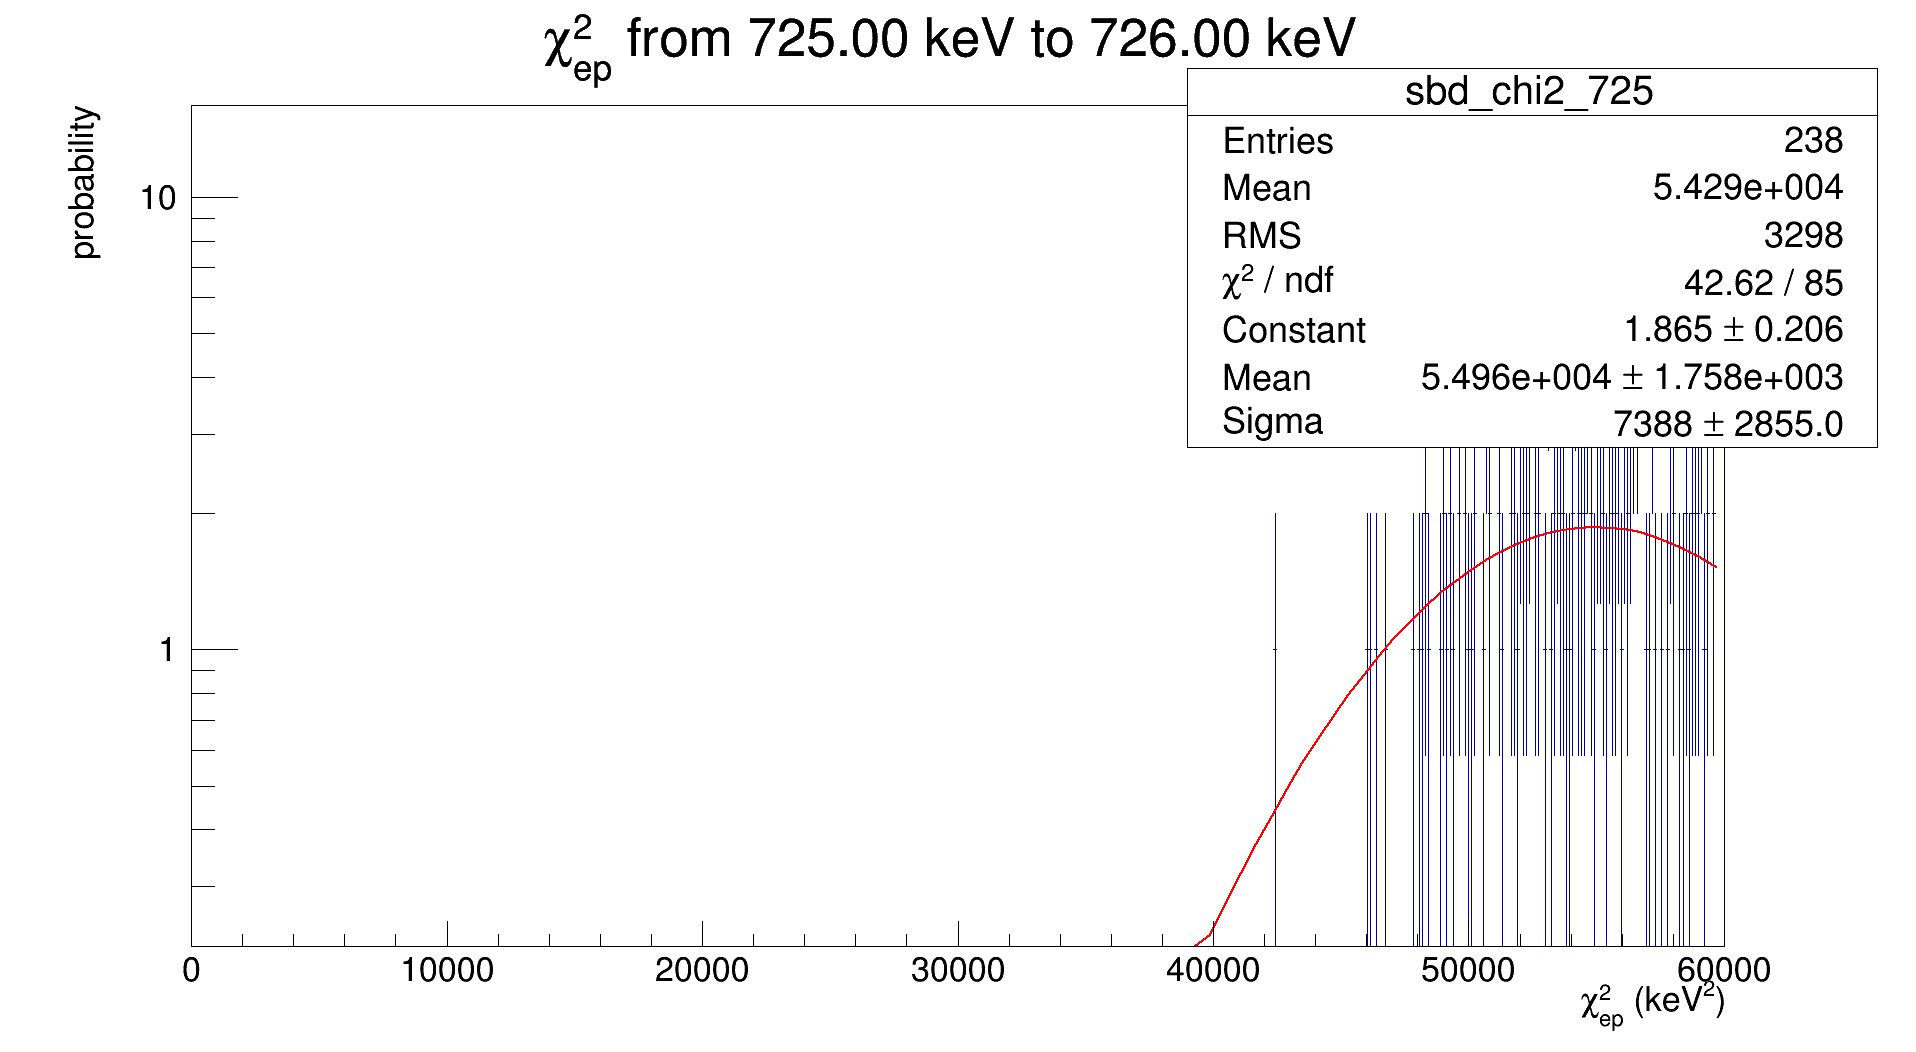 χ²ep from 725.00 keV to 726.00 keV
probability
sbd_chi2_725
Entries 238
Mean 5.429e+004
RMS 3298
χ² / ndf 42.62 / 85
Constant 1.865 ± 0.206
Mean 5.496e+004 ± 1.758e+003
Sigma 7388 ± 2855.0
10
1
0 10000 20000 30000 40000 50000 60000
χ²ep (keV²)